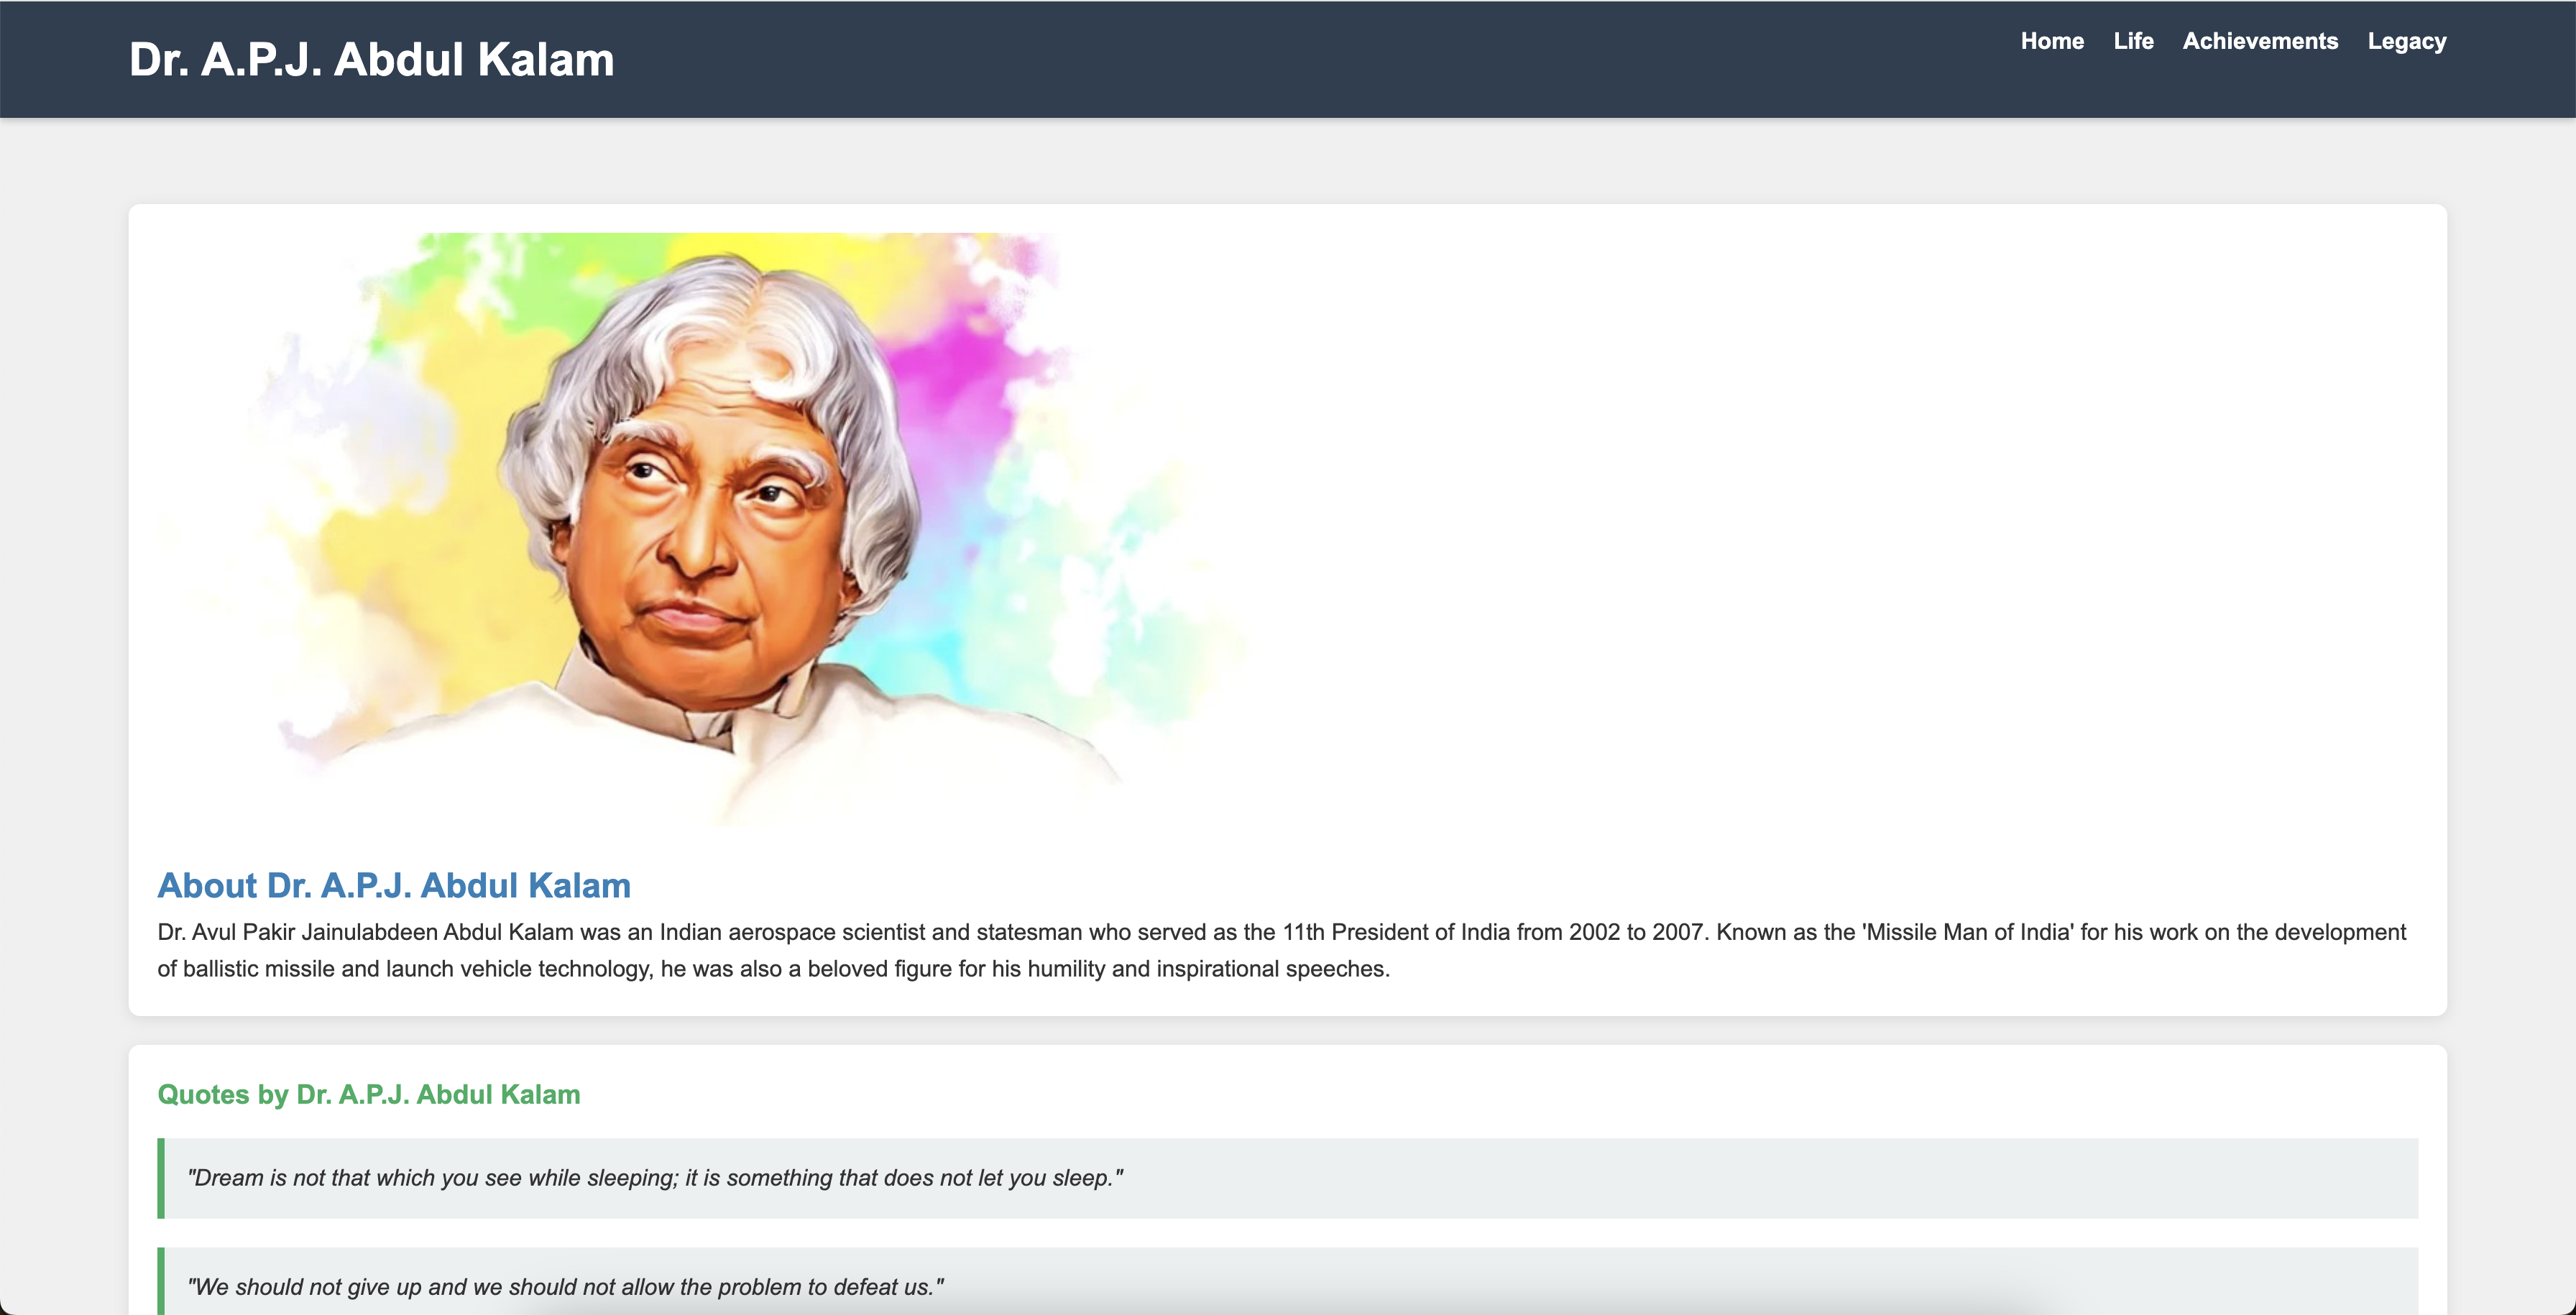 Dr. A.P.J. Abdul Kalam
Home Life Achievements Legacy
About Dr. A.P.J. Abdul Kalam
Dr. Avul Pakir Jainulabdeen Abdul Kalam was an Indian aerospace scientist and statesman who served as the 11th President of India from 2002 to 2007. Known as the 'Missile Man of India' for his work on the development
of ballistic missile and launch vehicle technology, he was also a beloved figure for his humility and inspirational speeches.
Quotes by Dr. A.P.J. Abdul Kalam
"Dream is not that which you see while sleeping; it is something that does not let you sleep."
"We should not give up and we should not allow the problem to defeat us."